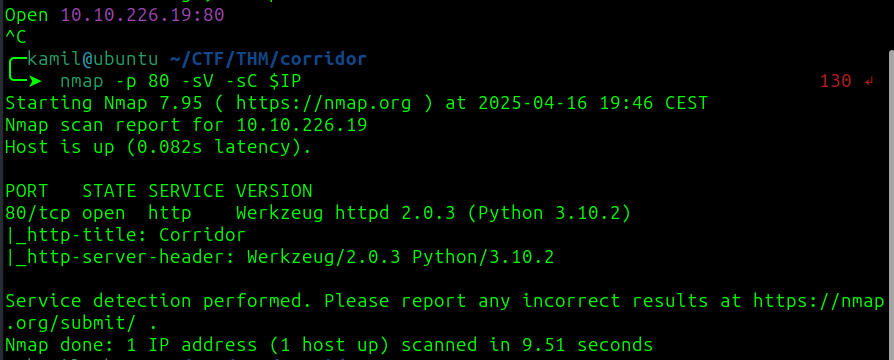 Open 10.10.226.19:80
^C
kamil@ubuntu ~/CTF/THM/corridor
➤ nmap -p 80 -sV -sC $IP 130 ↲
Starting Nmap 7.95 ( https://nmap.org ) at 2025-04-16 19:46 CEST
Nmap scan report for 10.10.226.19
Host is up (0.082s latency).
PORT   STATE SERVICE VERSION
80/tcp open  http    Werkzeug httpd 2.0.3 (Python 3.10.2)
|_http-title: Corridor
|_http-server-header: Werkzeug/2.0.3 Python/3.10.2
Service detection performed. Please report any incorrect results at https://nmap
.org/submit/ .
Nmap done: 1 IP address (1 host up) scanned in 9.51 seconds